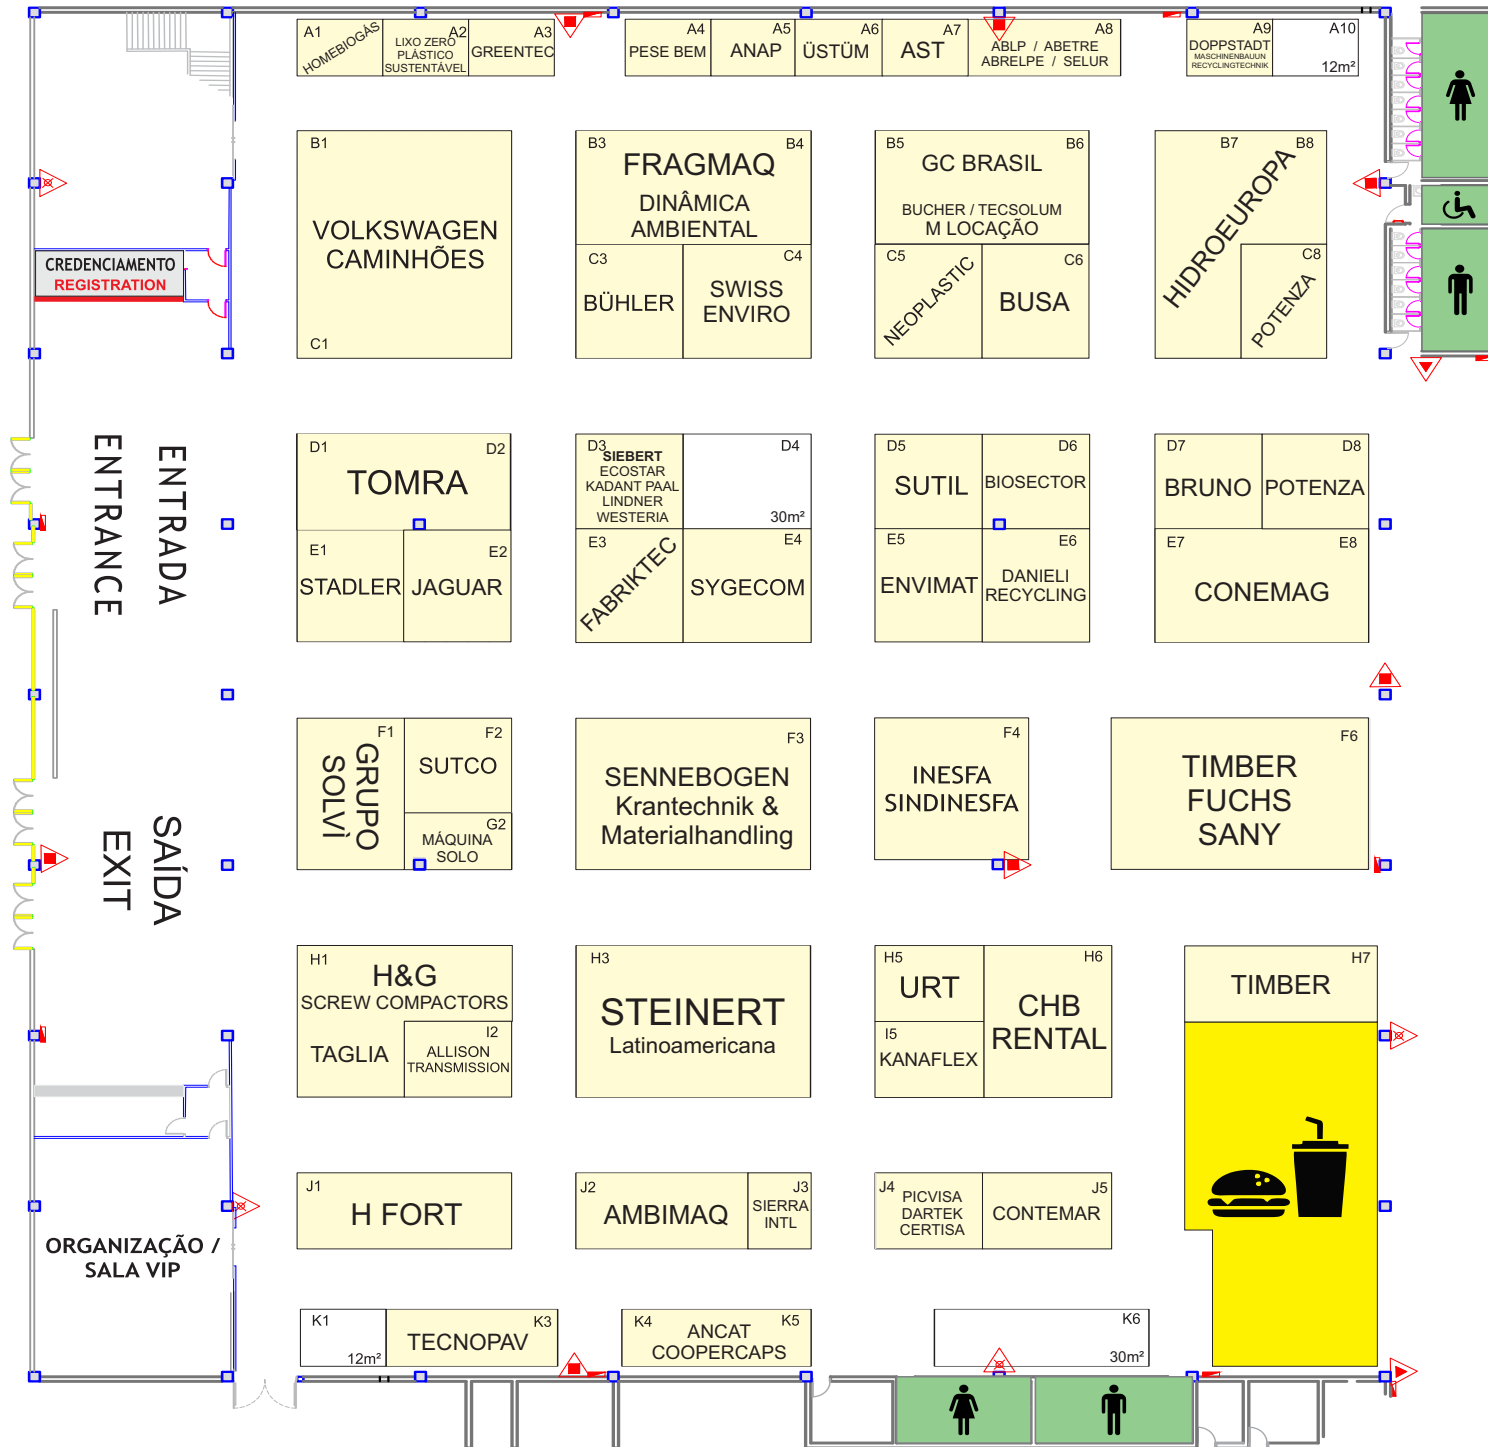 A1
HOMEBIOGÁS
A2
LIXO ZERO
PLÁSTICO
SUSTENTÁVEL
A3
GREENTEC
A4
PESE BEM
A5
ANAP
A6
ÜSTÜM
A7
AST
A8
ABLP / ABETRE
ABRELPE / SELUR
A9
DOPPSTADT
MASCHINENBAUUN
RECYCLINGTECHNIK
A10
12m²
B1
VOLKSWAGEN
CAMINHÕES
C1
B3
B4
FRAGMAQ
DINÂMICA
AMBIENTAL
C3
BÜHLER
C4
SWISS
ENVIRO
B5
B6
GC BRASIL
BUCHER / TECSOLUM
M LOCAÇÃO
C5
NEOPLASTIC
C6
BUSA
B7
B8
HIDROEUROPA
C8
POTENZA
CREDENCIAMENTO
REGISTRATION
ENTRADA
ENTRANCE
D1
D2
TOMRA
E1
STADLER
E2
JAGUAR
D3
SIEBERT
ECOSTAR
KADANT PAAL
LINDNER
WESTERIA
D4
30m²
E3
FABRIKTEC
E4
SYGECOM
D5
SUTIL
D6
BIOSECTOR
E5
ENVIMAT
E6
DANIELI
RECYCLING
D7
BRUNO
D8
POTENZA
E7
E8
CONEMAG
SAÍDA
EXIT
F1
GRUPO
SOLVÌ
F2
SUTCO
G2
MÁQUINA
SOLO
F3
SENNEBOGEN
Krantechnik &
Materialhandling
F4
INESFA
SINDINESFA
F6
TIMBER
FUCHS
SANY
H1
H&G
SCREW COMPACTORS
TAGLIA
I2
ALLISON
TRANSMISSION
H3
STEINERT
Latinoamericana
H5
URT
I5
KANAFLEX
H6
CHB
RENTAL
H7
TIMBER
J1
H FORT
J2
AMBIMAQ
J3
SIERRA
INTL
J4
PICVISA
DARTEK
CERTISA
J5
CONTEMAR
ORGANIZAÇÃO /
SALA VIP
K1
12m²
K3
TECNOPAV
K4
K5
ANCAT
COOPERCAPS
K6
30m²